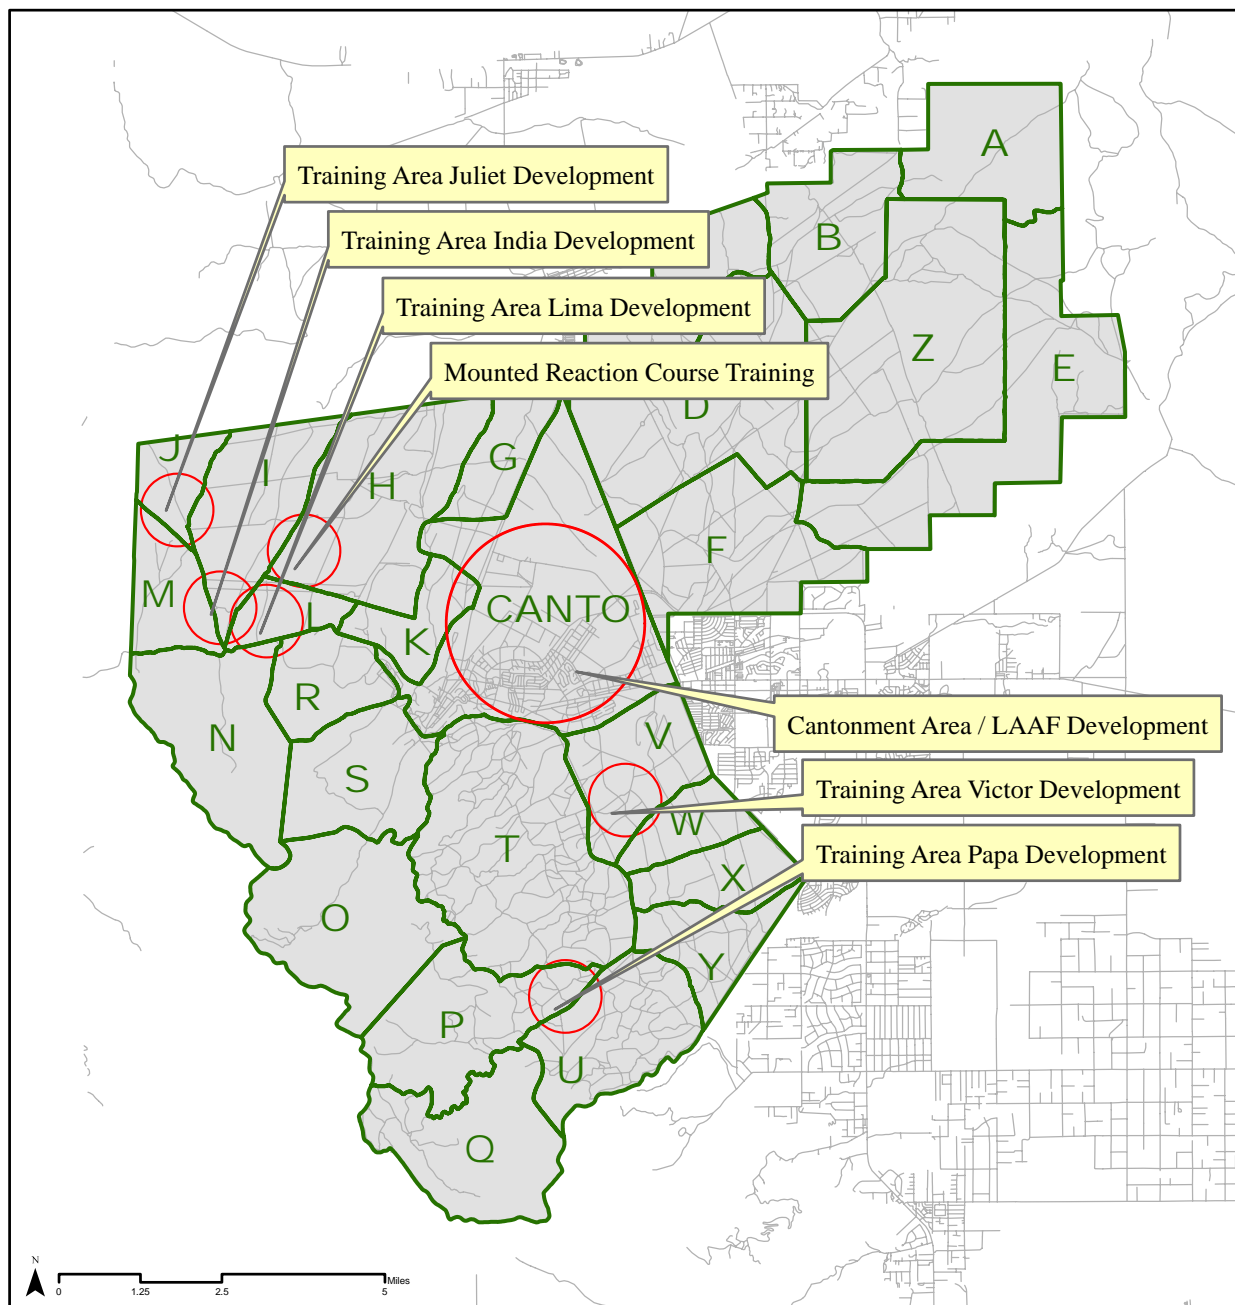 A
Training Area Juliet Development
B
Training Area India Development
Training Area Lima Development
Z
E
Mounted Reaction Course Training
D
J
I
G
H
F
M
CANTO
L
K
R
N
V
Cantonment Area / LAAF Development
S
Training Area Victor Development
W
T
Training Area Papa Development
X
O
Y
P
U
Q
N
Miles
0 1.25 2.5 5